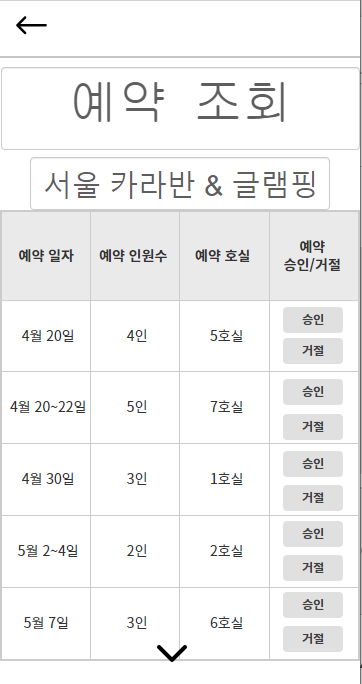 예약 조회
서울 카라반 & 글램핑
예약 일자 예약 인원수 예약 호실 예약 승인/거절
4월 20일 4인 5호실 승인 거절
4월 20~22일 5인 7호실 승인 거절
4월 30일 3인 1호실 승인 거절
5월 2~4일 2인 2호실 승인 거절
5월 7일 3인 6호실 승인 거절